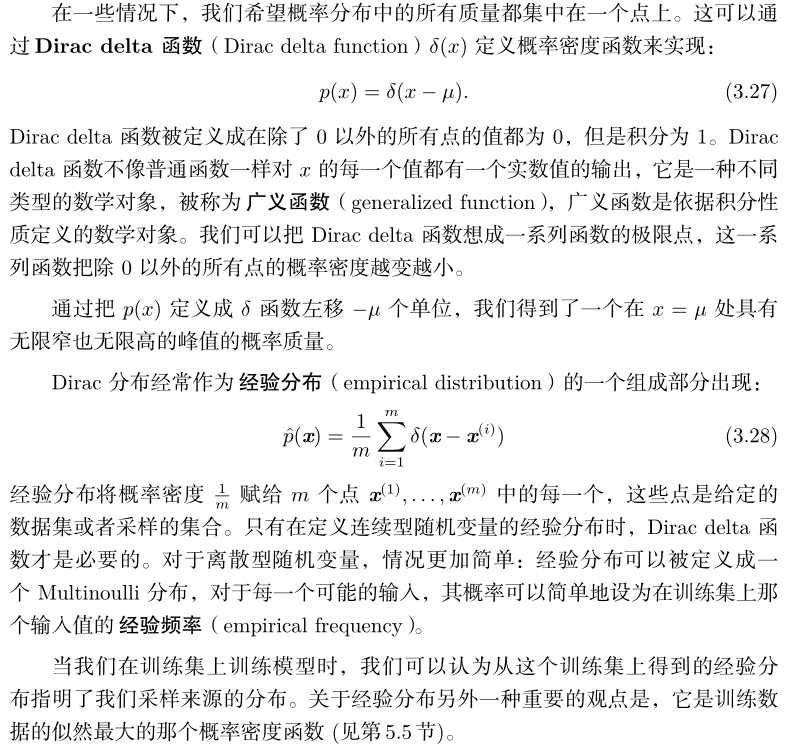 在一些情况下，我们希望概率分布中的所有质量都集中在一个点上。这可以通
过 Dirac delta 函数（Dirac delta function）δ(x) 定义概率密度函数来实现：
p(x) = δ(x − μ). (3.27)
Dirac delta 函数被定义成在除了 0 以外的所有点的值都为 0，但是积分为 1。Dirac
delta 函数不像普通函数一样对 x 的每一个值都有一个实数值的输出，它是一种不同
类型的数学对象，被称为 广义函数（generalized function），广义函数是依据积分性
质定义的数学对象。我们可以把 Dirac delta 函数想成一系列函数的极限点，这一系
列函数把除 0 以外的所有点的概率密度越变越小。
通过把 p(x) 定义成 δ 函数左移 −μ 个单位，我们得到了一个在 x = μ 处具有
无限窄也无限高的峰值的概率质量。
Dirac 分布经常作为 经验分布（empirical distribution）的一个组成部分出现：
p̂(x) = 1/m ∑_{i=1}^{m} δ(x − x^{(i)}) (3.28)
经验分布将概率密度 1/m 赋给 m 个点 x^{(1)}, . . . , x^{(m)} 中的每一个，这些点是给定的
数据集或者采样的集合。只有在定义连续型随机变量的经验分布时，Dirac delta 函
数才是必要的。对于离散型随机变量，情况更加简单：经验分布可以被定义成一
个 Multinoulli 分布，对于每一个可能的输入，其概率可以简单地设为在训练集上那
个输入值的 经验频率（empirical frequency）。
当我们在训练集上训练模型时，我们可以认为从这个训练集上得到的经验分
布指明了我们采样来源的分布。关于经验分布另外一种重要的观点是，它是训练数
据的似然最大的那个概率密度函数 (见第 5.5 节)。